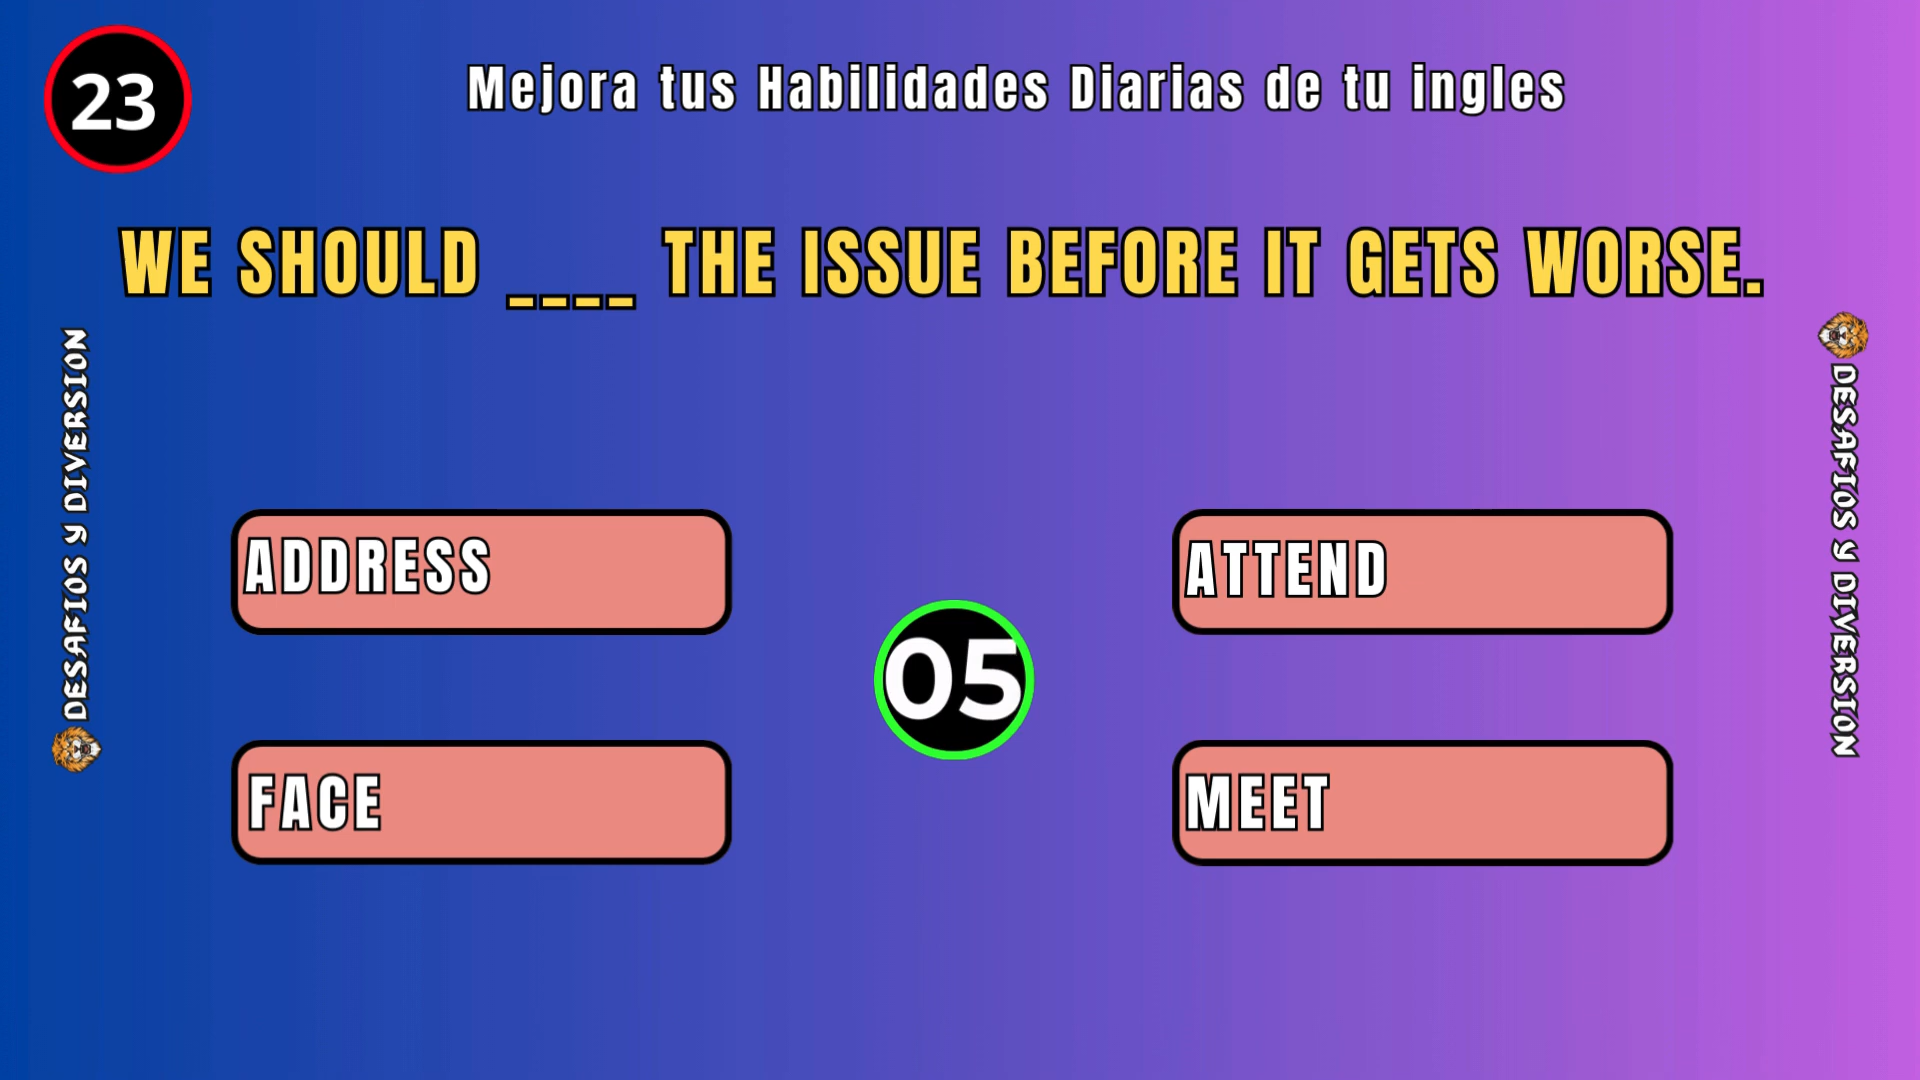 23
Mejora tus Habilidades Diarias de tu ingles
WE SHOULD ____ THE ISSUE BEFORE IT GETS WORSE.
DESAFIOS Y DIVERSION
DESAFIOS Y DIVERSION
ADDRESS
ATTEND
05
FACE
MEET